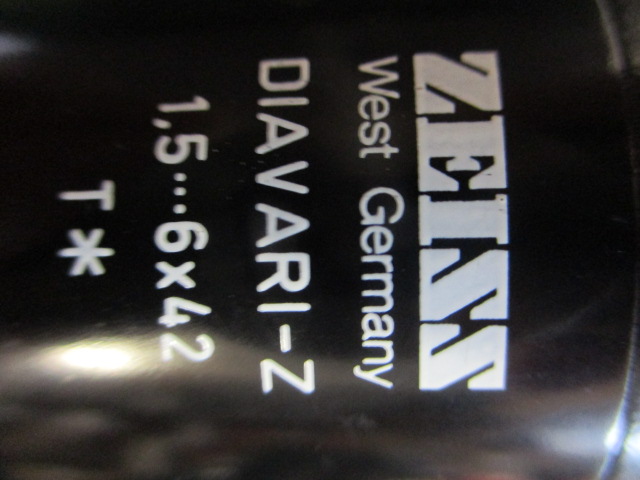 ZEISS
West Germany
DIAVARI-Z
1,5...6x42
T*